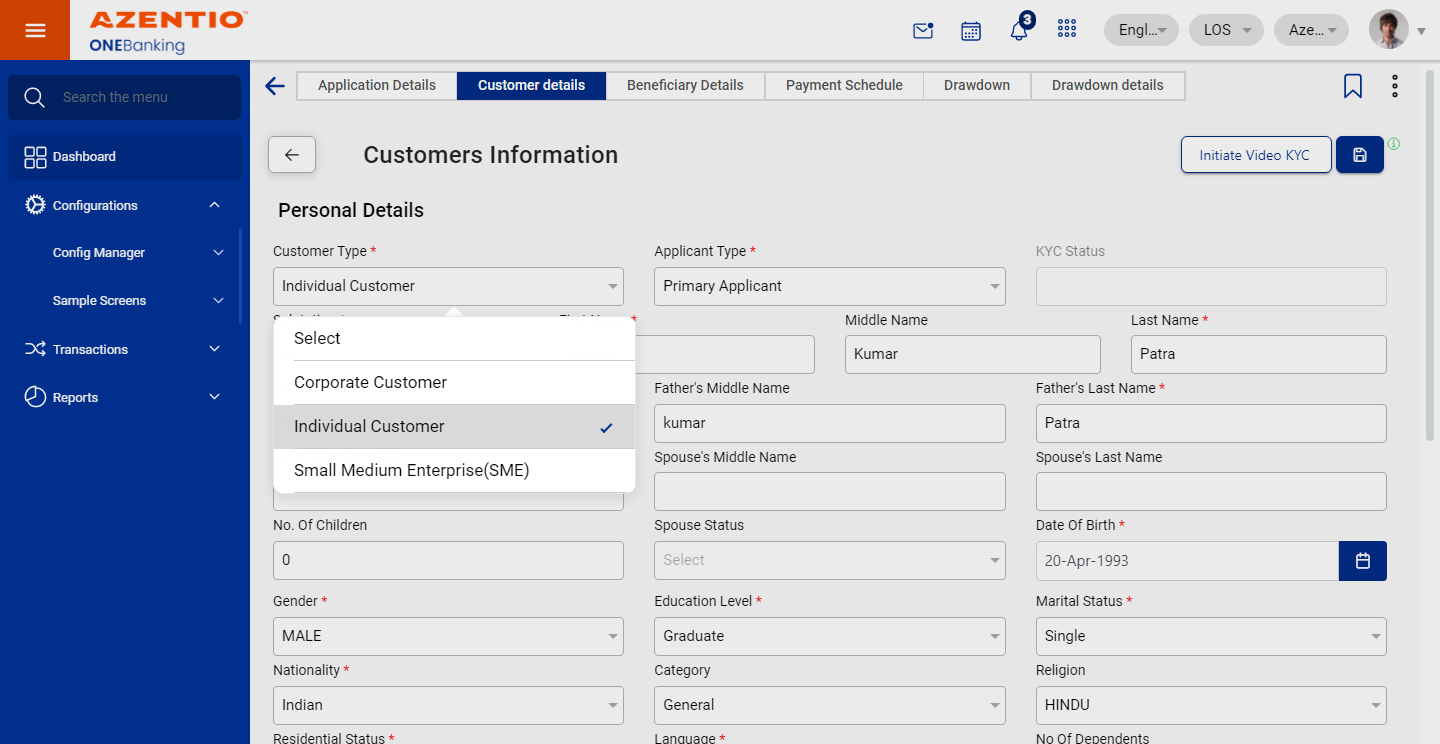 AZENTIO™
ONEBanking
3
Engl...
LOS
Aze...
Search the menu
Dashboard
Configurations
Config Manager
Sample Screens
Transactions
Reports
Application Details
Customer details
Beneficiary Details
Payment Schedule
Drawdown
Drawdown details
Customers Information
Initiate Video KYC
Personal Details
Customer Type *
Applicant Type *
KYC Status
Individual Customer
Primary Applicant
Middle Name
Last Name *
Kumar
Patra
Select
Corporate Customer
Individual Customer
Small Medium Enterprise(SME)
Father's Middle Name
Father's Last Name *
kumar
Patra
Spouse's Middle Name
Spouse's Last Name
No. Of Children
Spouse Status
Date Of Birth *
0
Select
20-Apr-1993
Gender *
Education Level *
Marital Status *
MALE
Graduate
Single
Nationality *
Category
Religion
Indian
General
HINDU
Residential Status *
Language *
No Of Dependents